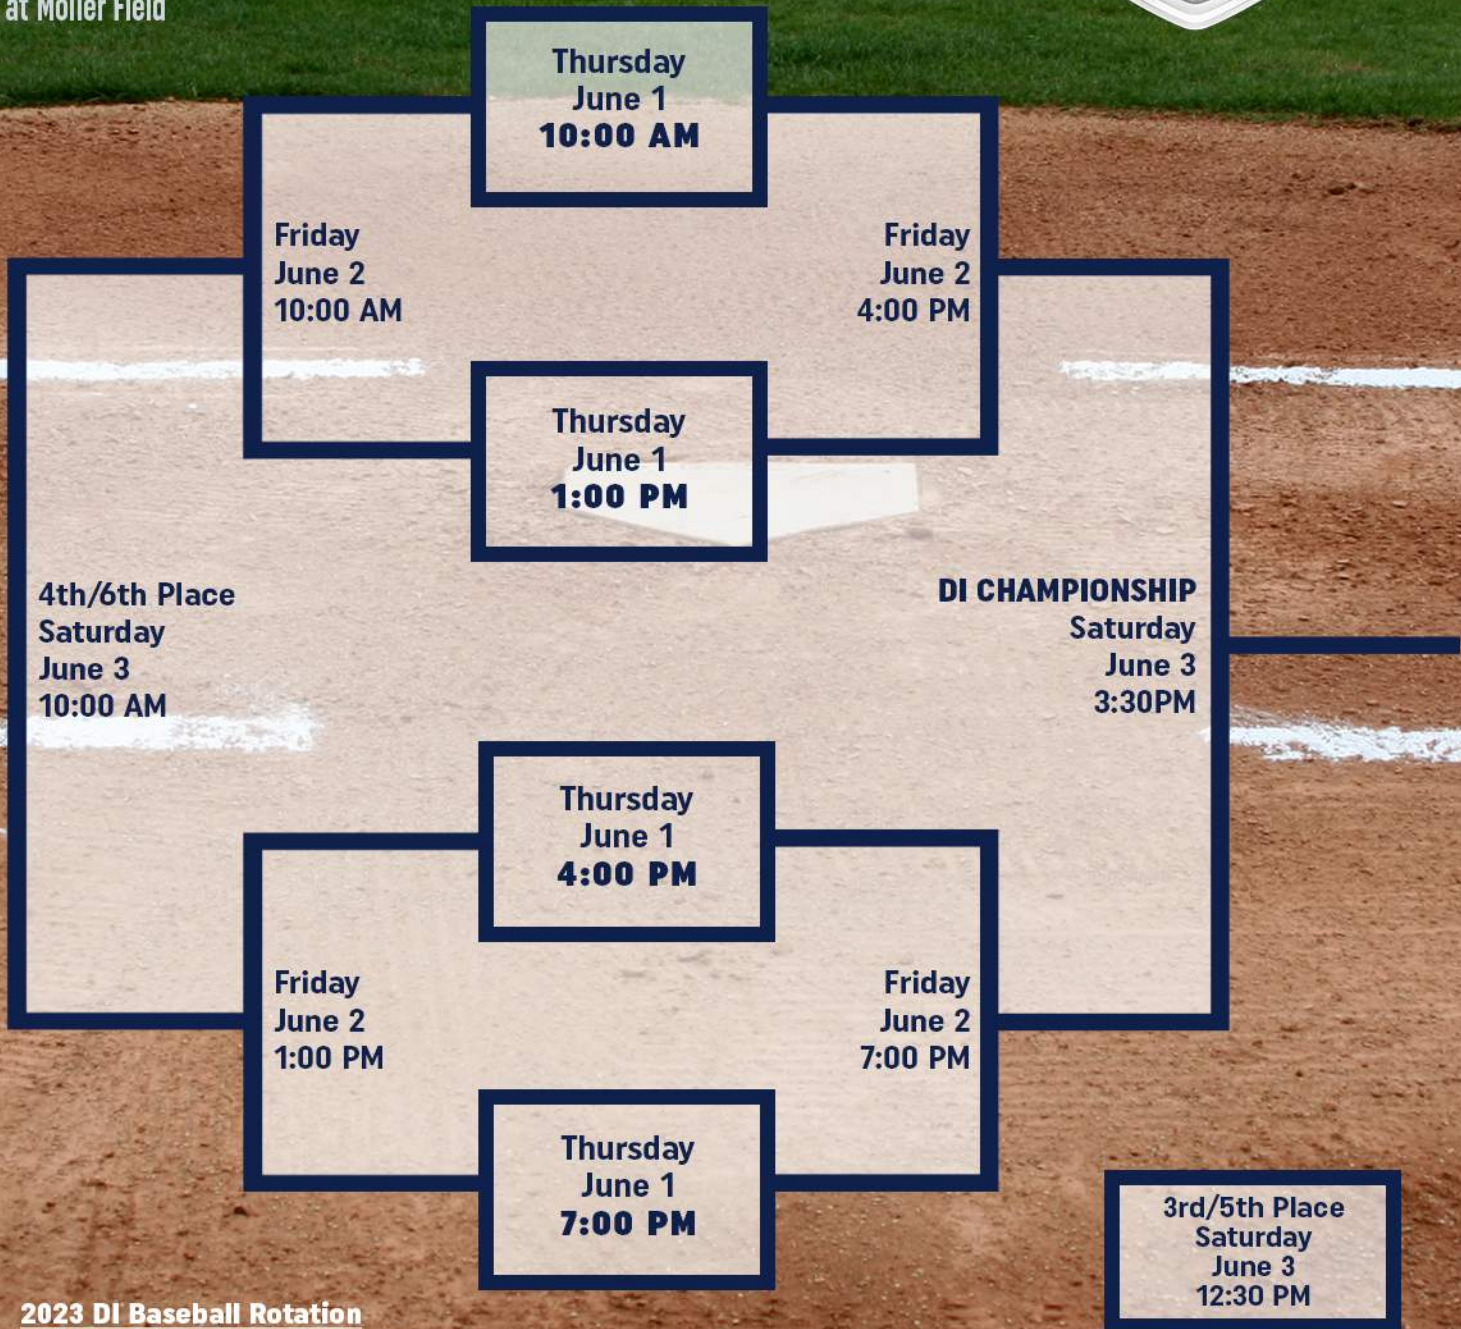 at Moller Field
Thursday
June 1
10:00 AM
Friday
June 2
10:00 AM
Friday
June 2
4:00 PM
Thursday
June 1
1:00 PM
4th/6th Place
Saturday
June 3
10:00 AM
DI CHAMPIONSHIP
Saturday
June 3
3:30PM
Thursday
June 1
4:00 PM
Friday
June 2
1:00 PM
Friday
June 2
7:00 PM
Thursday
June 1
7:00 PM
3rd/5th Place
Saturday
June 3
12:30 PM
2023 DI Baseball Rotation